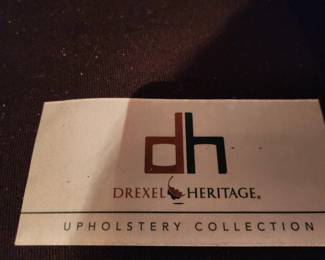 dh
DREXEL HERITAGE®
UPHOLSTERY COLLECTION